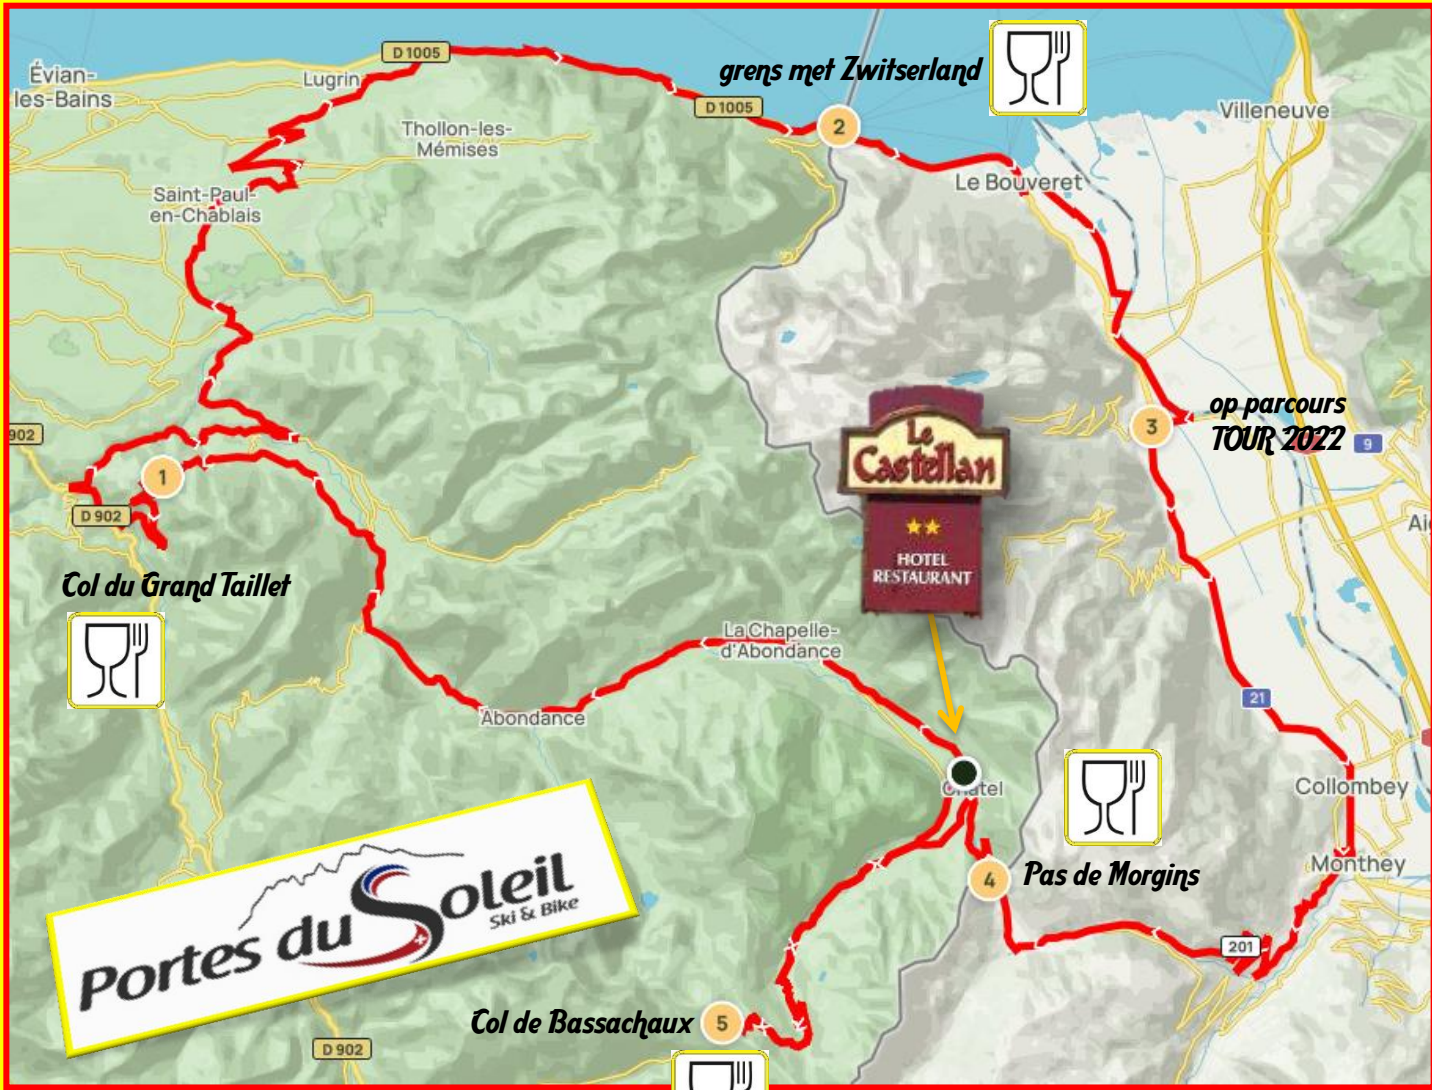 D 1005
Évian-
les-Bains
Lugrin
grens met Zwitserland
D 1005
Villeneuve
Thollon-les-
Mémises
2
Le Bouveret
Saint-Paul-
en-Chablais
op parcours
TOUR 2022
9
3
902
1
D 902
Le
Castellan
HOTEL
RESTAURANT
Col du Grand Taillet
La Chapelle-
d'Abondance
Abondance
21
Châtel
Collombey
Monthey
4
Pas de Morgins
201
Portes du Soleil
Ski & Bike
Col de Bassachaux
5
D 902